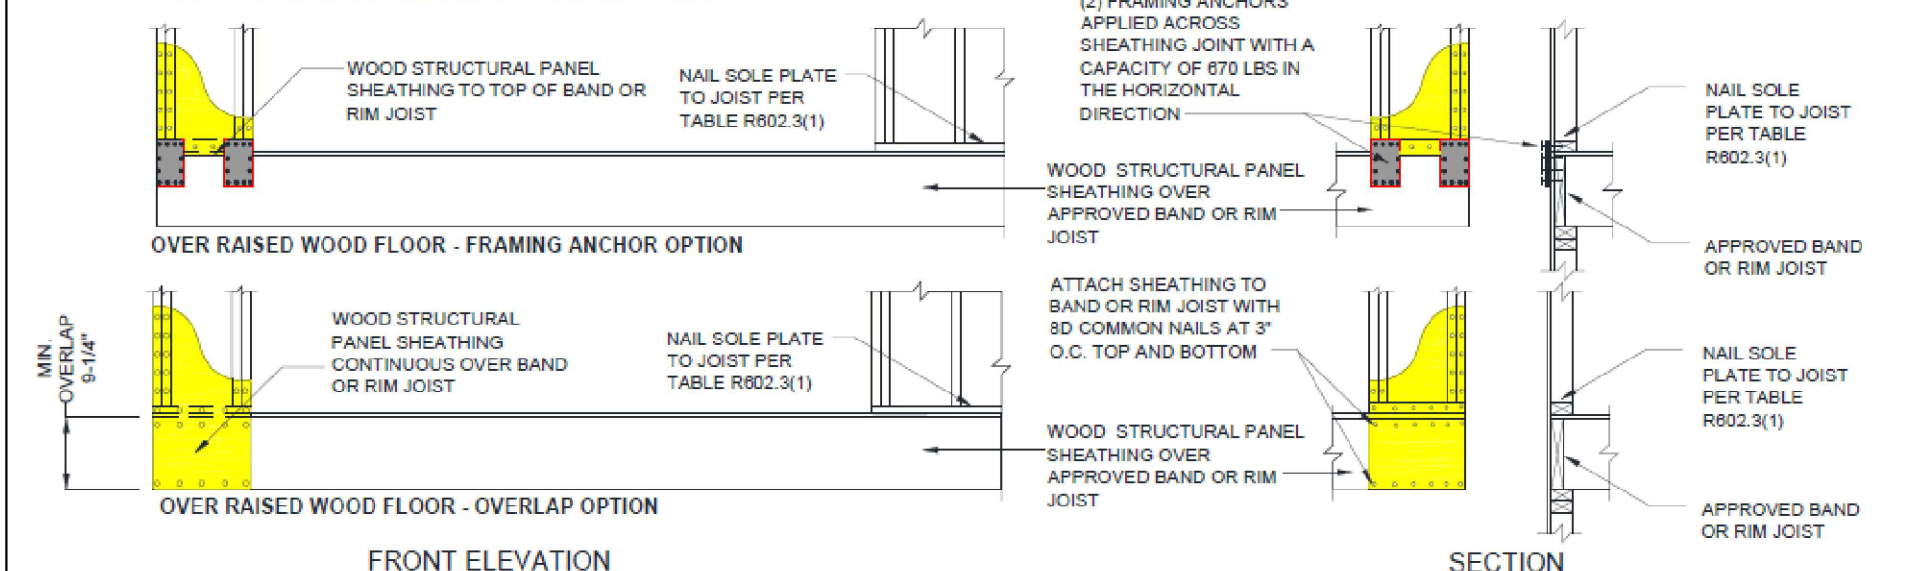 WOOD STRUCTURAL PANEL
SHEATHING TO TOP OF BAND OR
RIM JOIST
NAIL SOLE PLATE
TO JOIST PER
TABLE R602.3(1)
(2) FRAMING ANCHORS
APPLIED ACROSS
SHEATHING JOINT WITH A
CAPACITY OF 670 LBS IN
THE HORIZONTAL
DIRECTION
NAIL SOLE
PLATE TO JOIST
PER TABLE
R602.3(1)
WOOD STRUCTURAL PANEL
SHEATHING OVER
APPROVED BAND OR RIM
JOIST
APPROVED BAND
OR RIM JOIST
OVER RAISED WOOD FLOOR - FRAMING ANCHOR OPTION
MIN.
OVERLAP
9-1/4"
WOOD STRUCTURAL
PANEL SHEATHING
CONTINUOUS OVER BAND
OR RIM JOIST
NAIL SOLE PLATE
TO JOIST PER
TABLE R602.3(1)
ATTACH SHEATHING TO
BAND OR RIM JOIST WITH
8D COMMON NAILS AT 3"
O.C. TOP AND BOTTOM
NAIL SOLE
PLATE TO JOIST
PER TABLE
R602.3(1)
WOOD STRUCTURAL PANEL
SHEATHING OVER
APPROVED BAND OR RIM
JOIST
APPROVED BAND
OR RIM JOIST
OVER RAISED WOOD FLOOR - OVERLAP OPTION
FRONT ELEVATION
SECTION